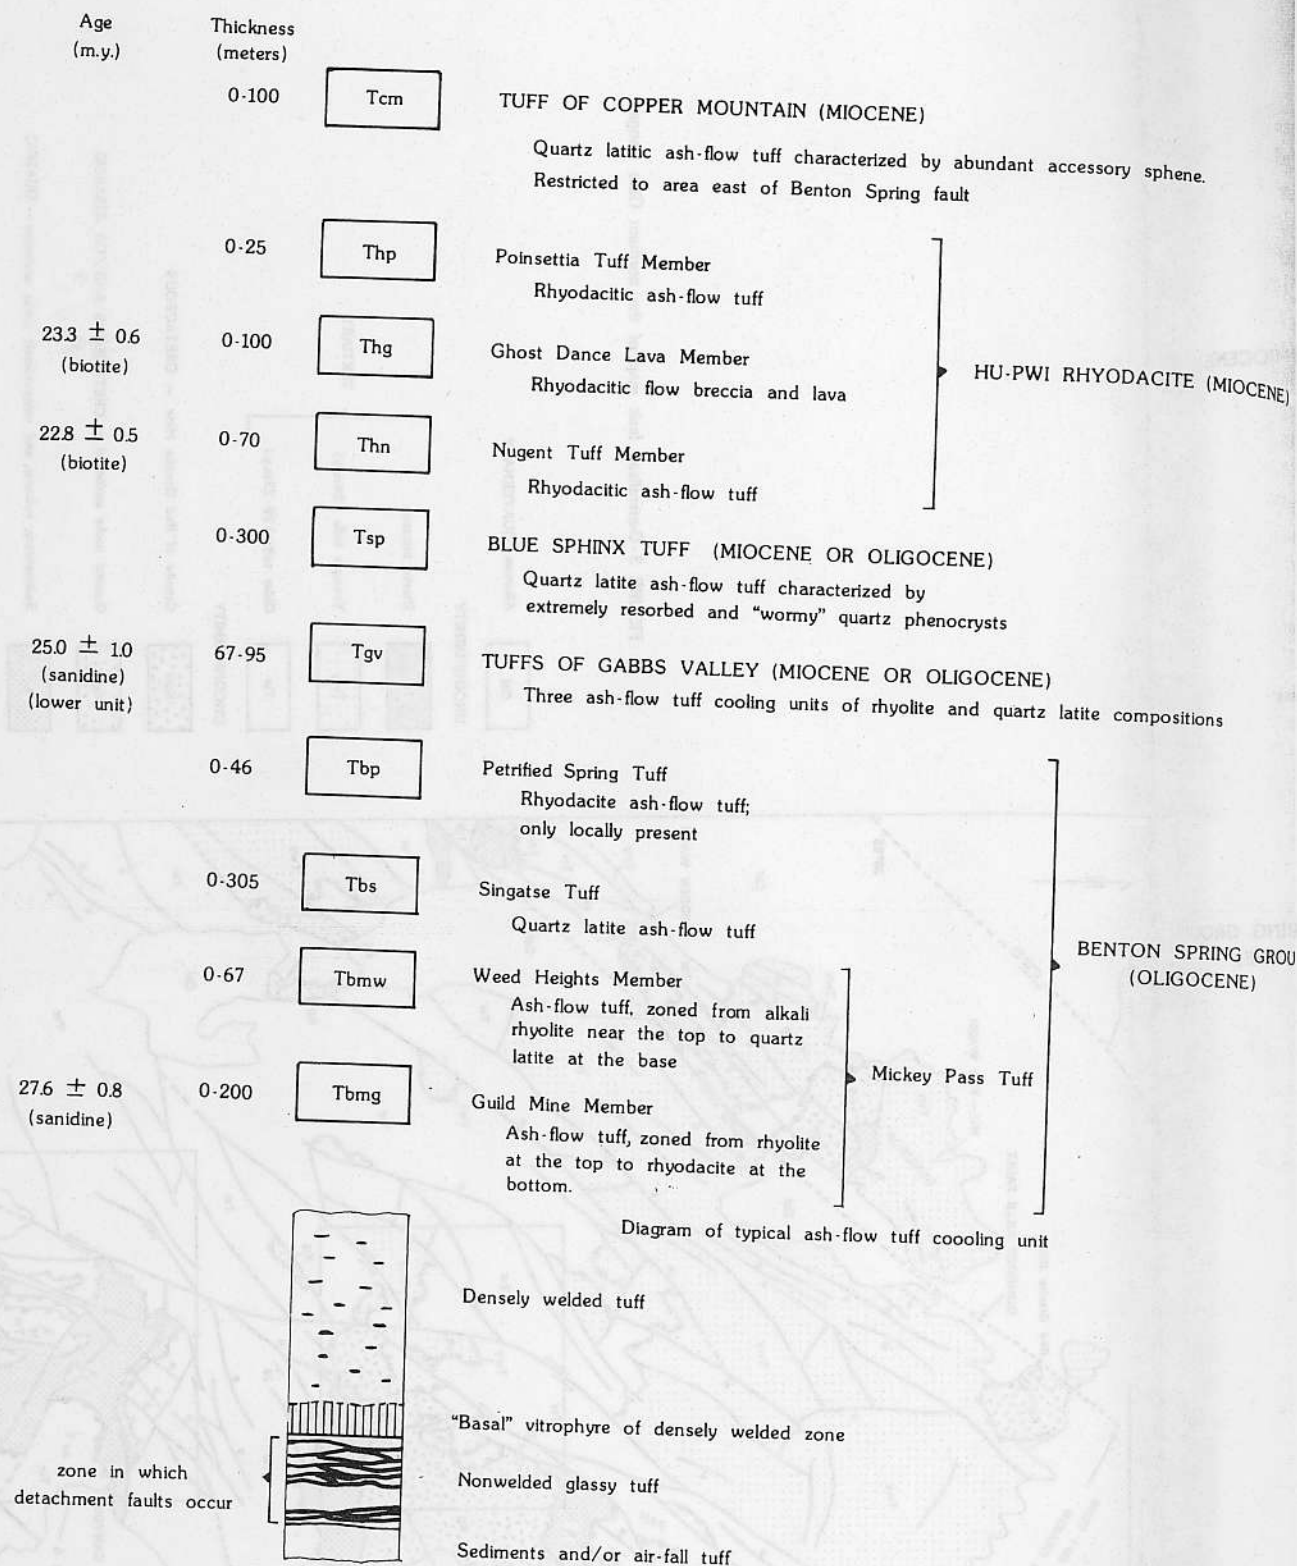 Age
(m.y.)
Thickness
(meters)
0-100
Tcm
TUFF OF COPPER MOUNTAIN (MIOCENE)
Quartz latitic ash-flow tuff characterized by abundant accessory sphene.
Restricted to area east of Benton Spring fault
0-25
Thp
Poinsettia Tuff Member
Rhyodacitic ash-flow tuff
23.3 ± 0.6
(biotite)
0-100
Thg
Ghost Dance Lava Member
Rhyodacitic flow breccia and lava
HU-PWI RHYODACITE (MIOCENE)
22.8 ± 0.5
(biotite)
0-70
Thn
Nugent Tuff Member
Rhyodacitic ash-flow tuff
0-300
Tsp
BLUE SPHINX TUFF (MIOCENE OR OLIGOCENE)
Quartz latite ash-flow tuff characterized by
extremely resorbed and "wormy" quartz phenocrysts
25.0 ± 1.0
(sanidine)
(lower unit)
67-95
Tgv
TUFFS OF GABBS VALLEY (MIOCENE OR OLIGOCENE)
Three ash-flow tuff cooling units of rhyolite and quartz latite compositions
0-46
Tbp
Petrified Spring Tuff
Rhyodacite ash-flow tuff;
only locally present
0-305
Tbs
Singatse Tuff
Quartz latite ash-flow tuff
BENTON SPRING GROU
(OLIGOCENE)
0-67
Tbmw
Weed Heights Member
Ash-flow tuff, zoned from alkali
rhyolite near the top to quartz
latite at the base
Mickey Pass Tuff
27.6 ± 0.8
(sanidine)
0-200
Tbmg
Guild Mine Member
Ash-flow tuff, zoned from rhyolite
at the top to rhyodacite at the
bottom.
Diagram of typical ash-flow tuff coooling unit
Densely welded tuff
"Basal" vitrophyre of densely welded zone
zone in which
detachment faults occur
Nonwelded glassy tuff
Sediments and/or air-fall tuff